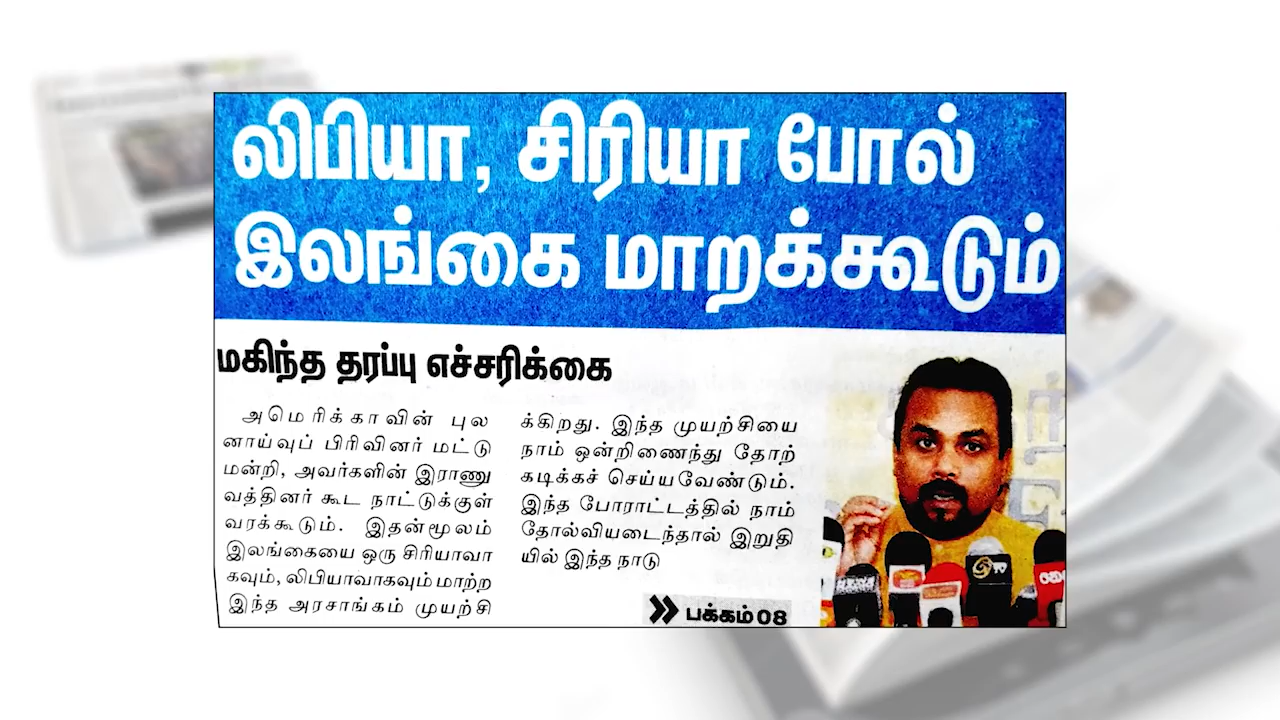 லிபியா, சிரியா போல்
இலங்கை மாறக்கூடும்
மகிந்த தரப்பு எச்சரிக்கை
அமெரிக்காவின் புல
னாய்வுப் பிரிவினர் மட்டு
மன்றி, அவர்களின் இராணு
வத்தினர் கூட நாட்டுக்குள்
வரக்கூடும். இதன்மூலம்
இலங்கையை ஒரு சிரியாவா
கவும், லிபியாவாகவும் மாற்ற
இந்த அரசாங்கம் முயற்சி
க்கிறது. இந்த முயற்சியை
நாம் ஒன்றிணைந்து தோற்
கடிக்கச் செய்யவேண்டும்.
இந்த போராட்டத்தில் நாம்
தோல்வியடைந்தால் இறுதி
யில் இந்த நாடு
பக்கம் 08
TV